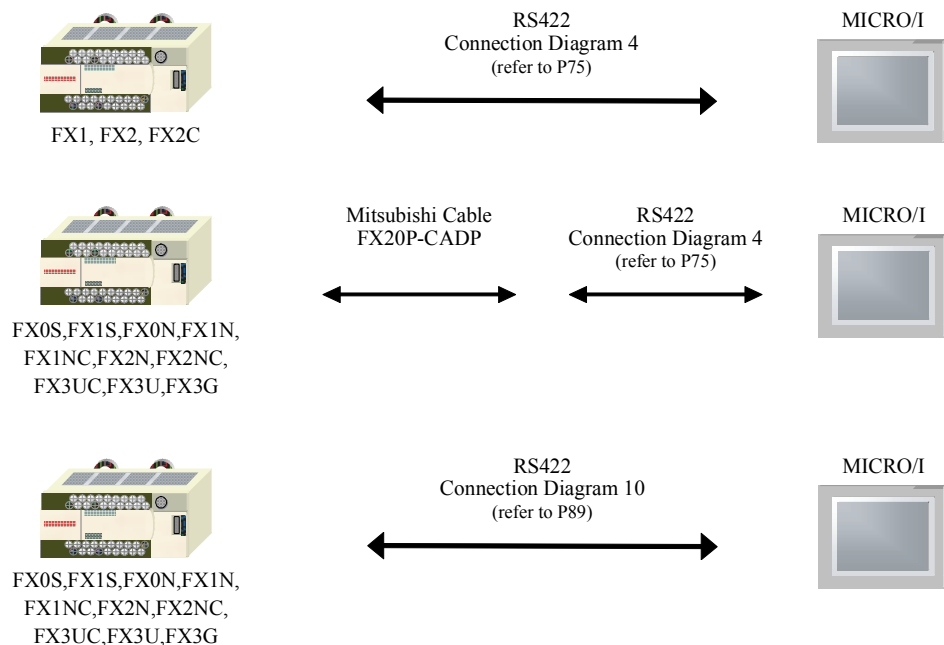 RS422
Connection Diagram 4
(refer to P75)
MICRO/I
FX1, FX2, FX2C
Mitsubishi Cable
FX20P-CADP
RS422
Connection Diagram 4
(refer to P75)
MICRO/I
FX0S,FX1S,FX0N,FX1N,
FX1NC,FX2N,FX2NC,
FX3UC,FX3U,FX3G
RS422
Connection Diagram 10
(refer to P89)
MICRO/I
FX0S,FX1S,FX0N,FX1N,
FX1NC,FX2N,FX2NC,
FX3UC,FX3U,FX3G